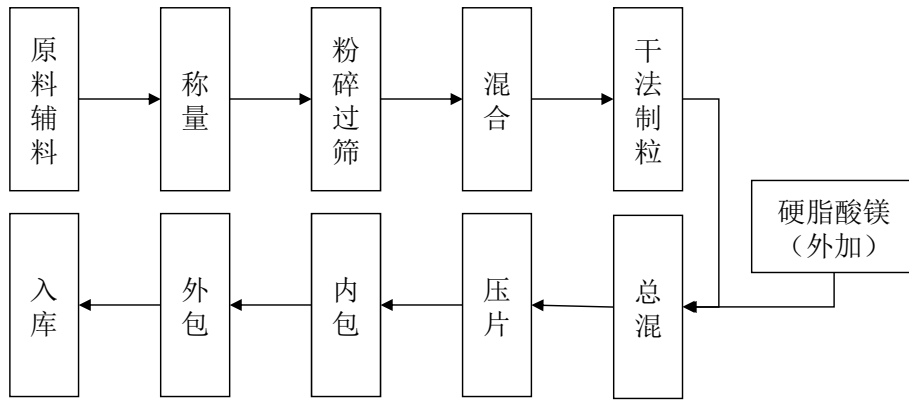 原料辅料
称量
粉碎过筛
混合
干法制粒
硬脂酸镁
（外加）
总混
压片
内包
外包
入库